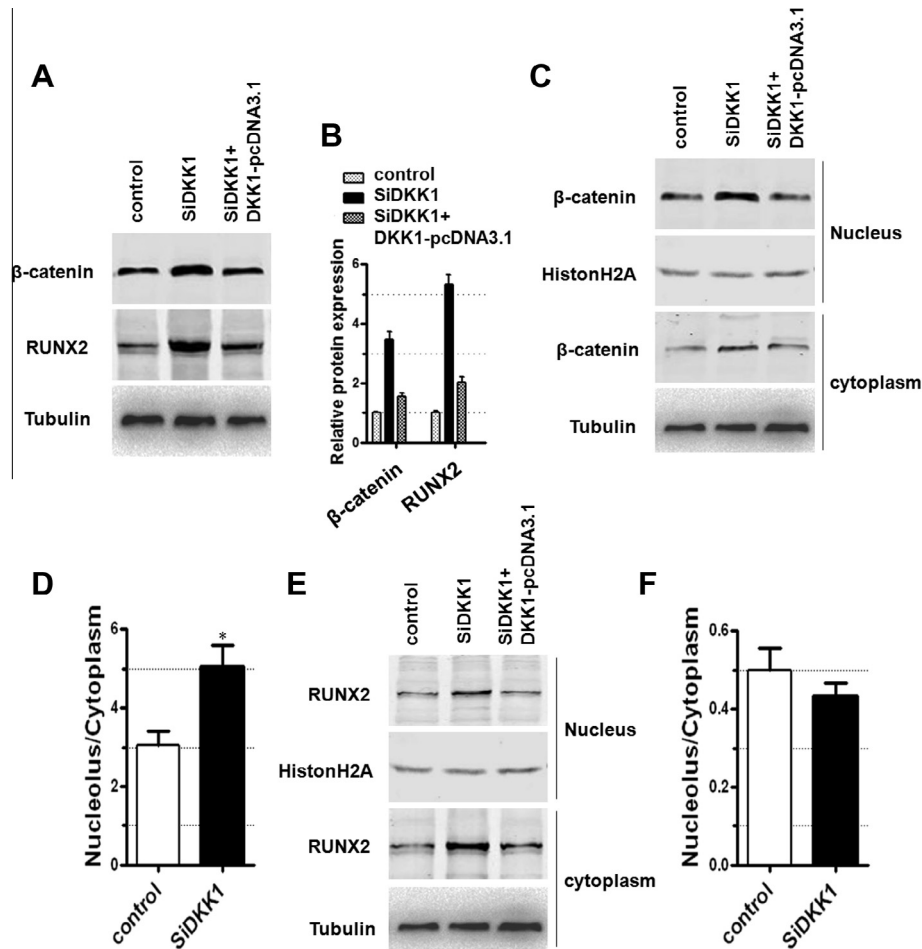 A
control
SiDKK1
SiDKK1+
DKK1-pcDNA3.1
β-catenin
RUNX2
Tubulin
B
control
SiDKK1
SiDKK1+
DKK1-pcDNA3.1
Relative protein expression
6
4
2
0
β-catenin
RUNX2
C
control
SiDKK1
SiDKK1+
DKK1-pcDNA3.1
β-catenin
HistonH2A
Nucleus
β-catenin
Tubulin
cytoplasm
D
Nucleolus/Cytoplasm
6
4
2
0
*
control
SiDKK1
E
control
SiDKK1
SiDKK1+
DKK1-pcDNA3.1
RUNX2
HistonH2A
Nucleus
RUNX2
Tubulin
cytoplasm
F
Nucleolus/Cytoplasm
0.6
0.4
0.2
0.0
control
SiDKK1